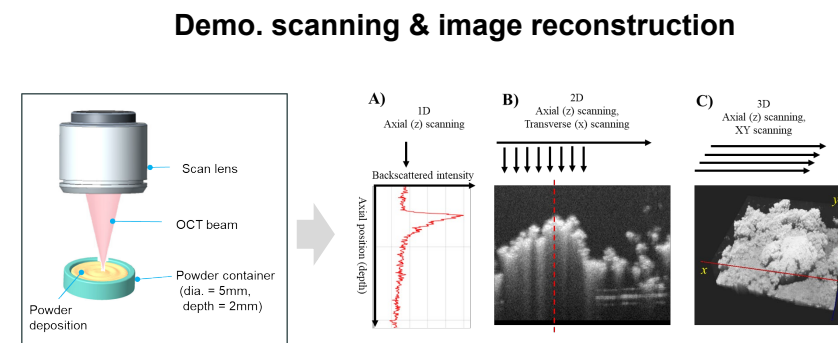 Demo. scanning & image reconstruction
Scan lens
OCT beam
Powder container
(dia. = 5mm,
depth = 2mm)
Powder
deposition
A)
1D
Axial (z) scanning
Backscattered intensity
Axial position (depth)
B)
2D
Axial (z) scanning,
Transverse (x) scanning
C)
3D
Axial (z) scanning,
XY scanning
y
x